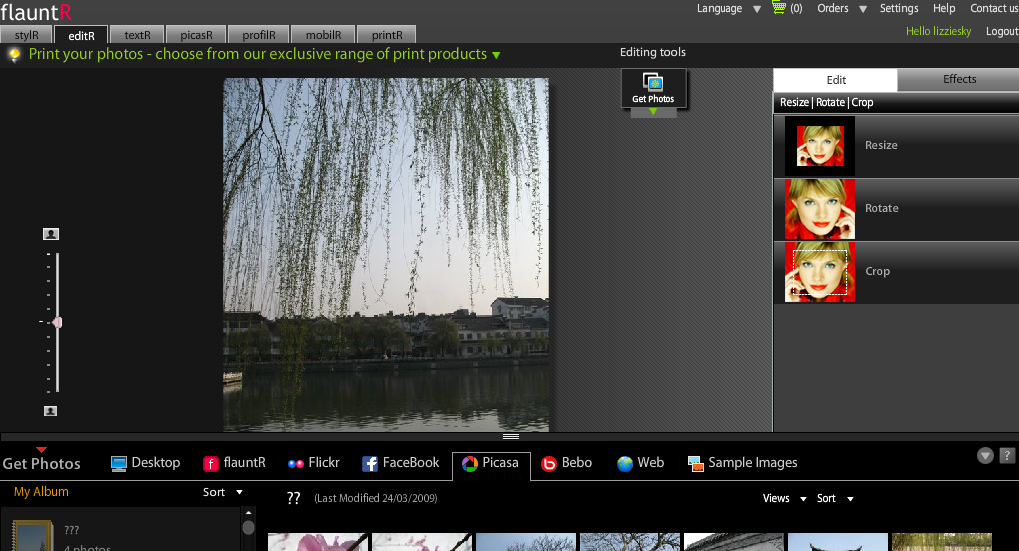 flauntR
Language (0) Orders Settings Help Contact us
stylR editR textR picasR profilR mobilR printR
Hello lizziesky Logout
Print your photos - choose from our exclusive range of print products
Editing tools
Get Photos
Edit Effects
Resize | Rotate | Crop
Resize
Rotate
Crop
Get Photos Desktop flauntR Flickr FaceBook Picasa Bebo Web Sample Images ?
My Album Sort
?? (Last Modified 24/03/2009) Views Sort
???
4 photos